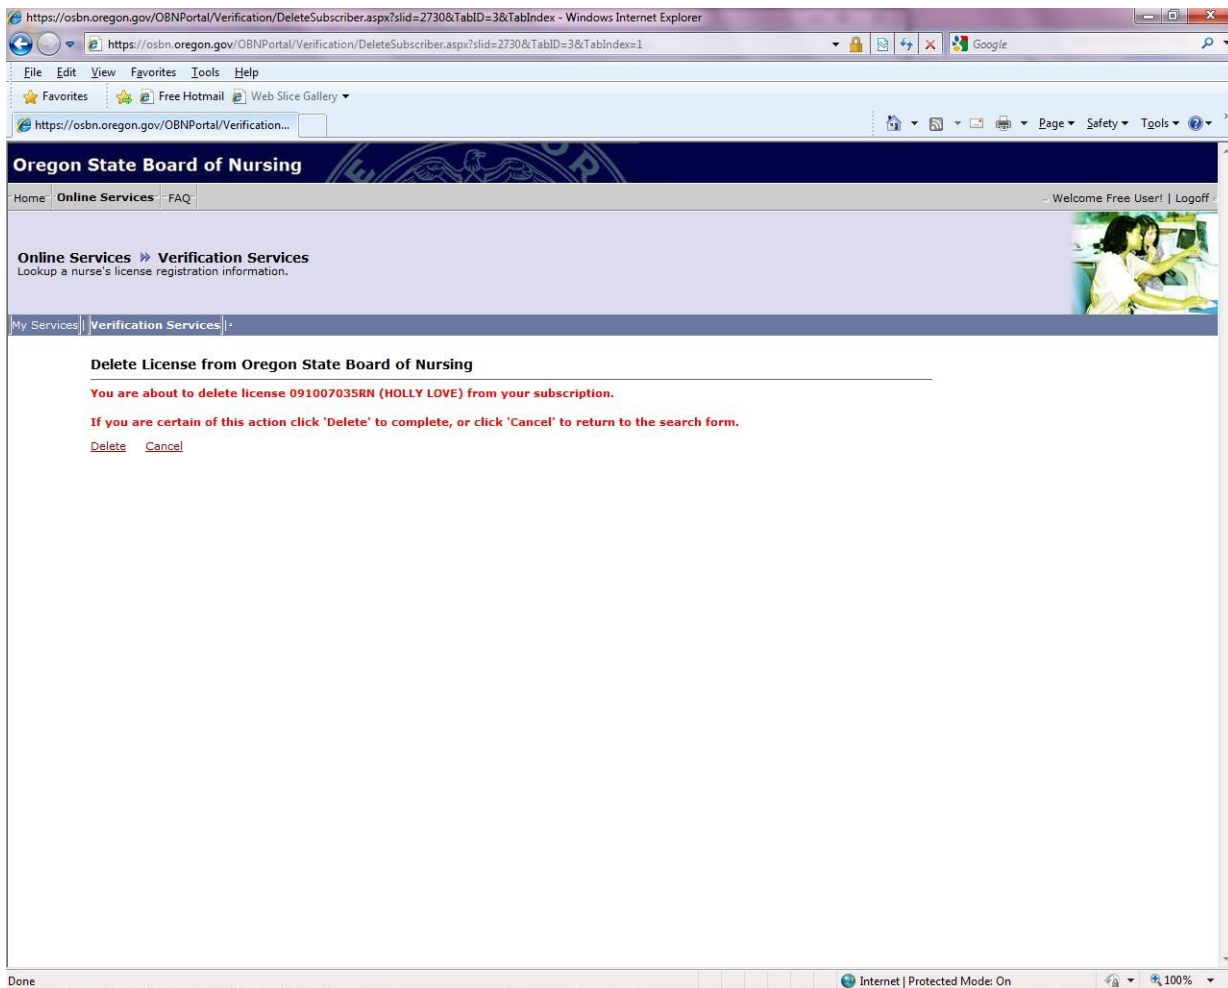 https://osbn.oregon.gov/OBNPortal/Verification/DeleteSubscriber.aspx?slid=2730&TabID=3&TabIndex - Windows Internet Explorer
https://osbn.oregon.gov/OBNPortal/Verification/DeleteSubscriber.aspx?slid=2730&TabID=3&TabIndex=1 Google
File Edit View Favorites Tools Help
Favorites Free Hotmail Web Slice Gallery
https://osbn.oregon.gov/OBNPortal/Verification... Page Safety Tools
Oregon State Board of Nursing
Home Online Services FAQ Welcome Free User! | Logoff
Online Services » Verification Services
Lookup a nurse's license registration information.
My Services | Verification Services |
Delete License from Oregon State Board of Nursing
You are about to delete license 091007035RN (HOLLY LOVE) from your subscription.
If you are certain of this action click 'Delete' to complete, or click 'Cancel' to return to the search form.
Delete Cancel
Done Internet | Protected Mode: On 100%